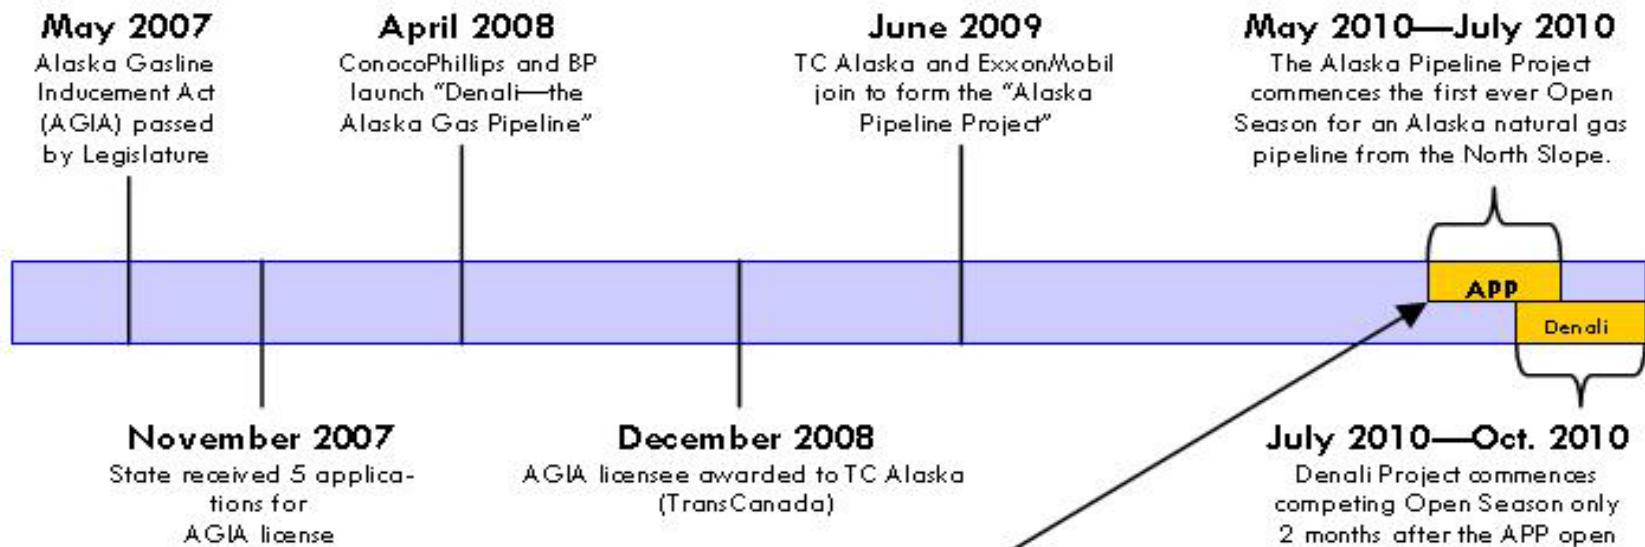 May 2007
Alaska Gasline
Inducement Act
(AGIA) passed
by Legislature
April 2008
ConocoPhillips and BP
launch “Denali—the
Alaska Gas Pipeline”
June 2009
TC Alaska and ExxonMobil
join to form the “Alaska
Pipeline Project”
May 2010—July 2010
The Alaska Pipeline Project
commences the first ever Open
Season for an Alaska natural gas
pipeline from the North Slope.
APP
Denali
November 2007
State received 5 applica-
tions for
AGIA license
December 2008
AGIA licensee awarded to TC Alaska
(TransCanada)
July 2010—Oct. 2010
Denali Project commences
competing Open Season only
2 months after the APP open